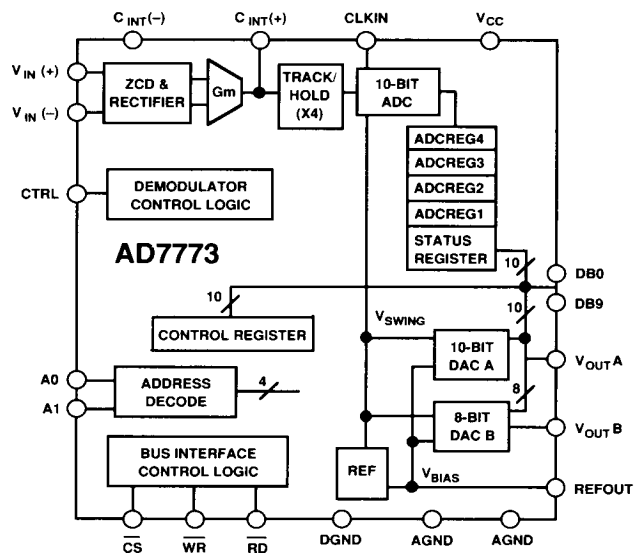 C INT(–) C INT(+) CLKIN VCC
VIN (+)
VIN (–)
ZCD &
RECTIFIER
Gm
TRACK/
HOLD
(X4)
10-BIT
ADC
ADCREG4
ADCREG3
ADCREG2
ADCREG1
STATUS
REGISTER
CTRL
DEMODULATOR
CONTROL LOGIC
AD7773
10
DB0
10
10
DB9
CONTROL REGISTER
VSWING
10-BIT
DAC A
VOUT A
A0
A1
ADDRESS
DECODE
4
8
8-BIT
DAC B
VOUT B
BUS INTERFACE
CONTROL LOGIC
REF
VBIAS
REFOUT
CS WR RD DGND AGND AGND